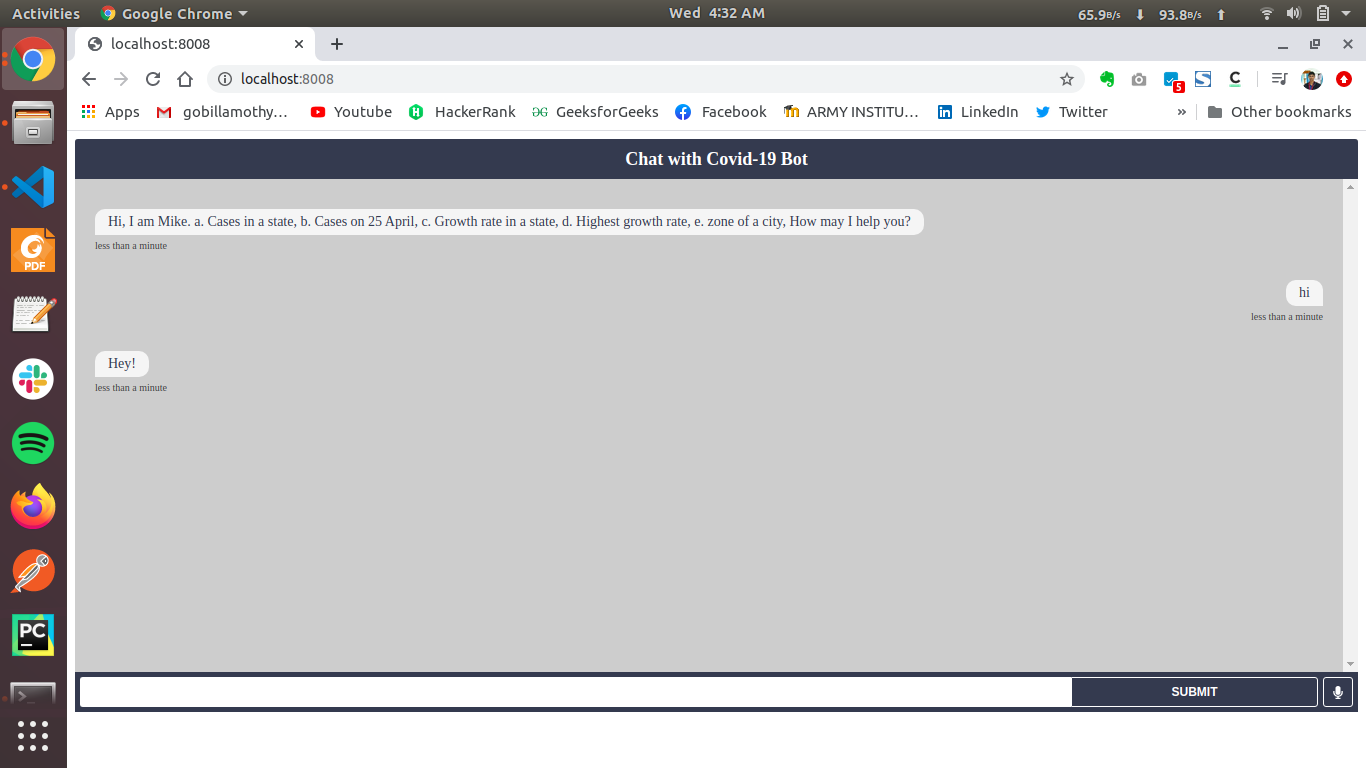 Activities Google Chrome Wed 4:32 AM 65.9B/s 93.8B/s
localhost:8008
localhost:8008 5
Apps gobillamothy... Youtube HackerRank GeeksforGeeks Facebook ARMY INSTITU... LinkedIn Twitter » Other bookmarks
Chat with Covid-19 Bot
Hi, I am Mike. a. Cases in a state, b. Cases on 25 April, c. Growth rate in a state, d. Highest growth rate, e. zone of a city, How may I help you?
less than a minute
hi
less than a minute
Hey!
less than a minute
SUBMIT
PDF
PC